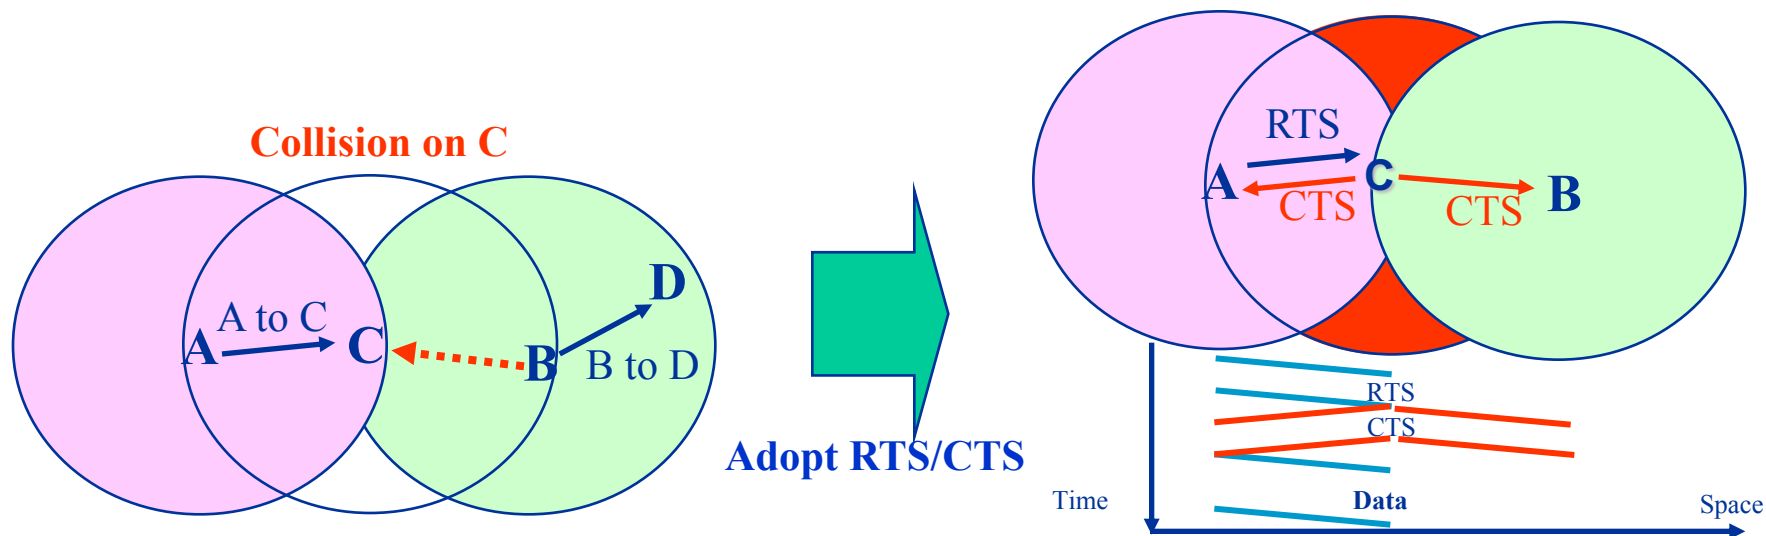 Collision on C
A
A to C
C
B
D
B to D
Adopt RTS/CTS
RTS
A
C
B
CTS
CTS
RTS
CTS
Time
Data
Space